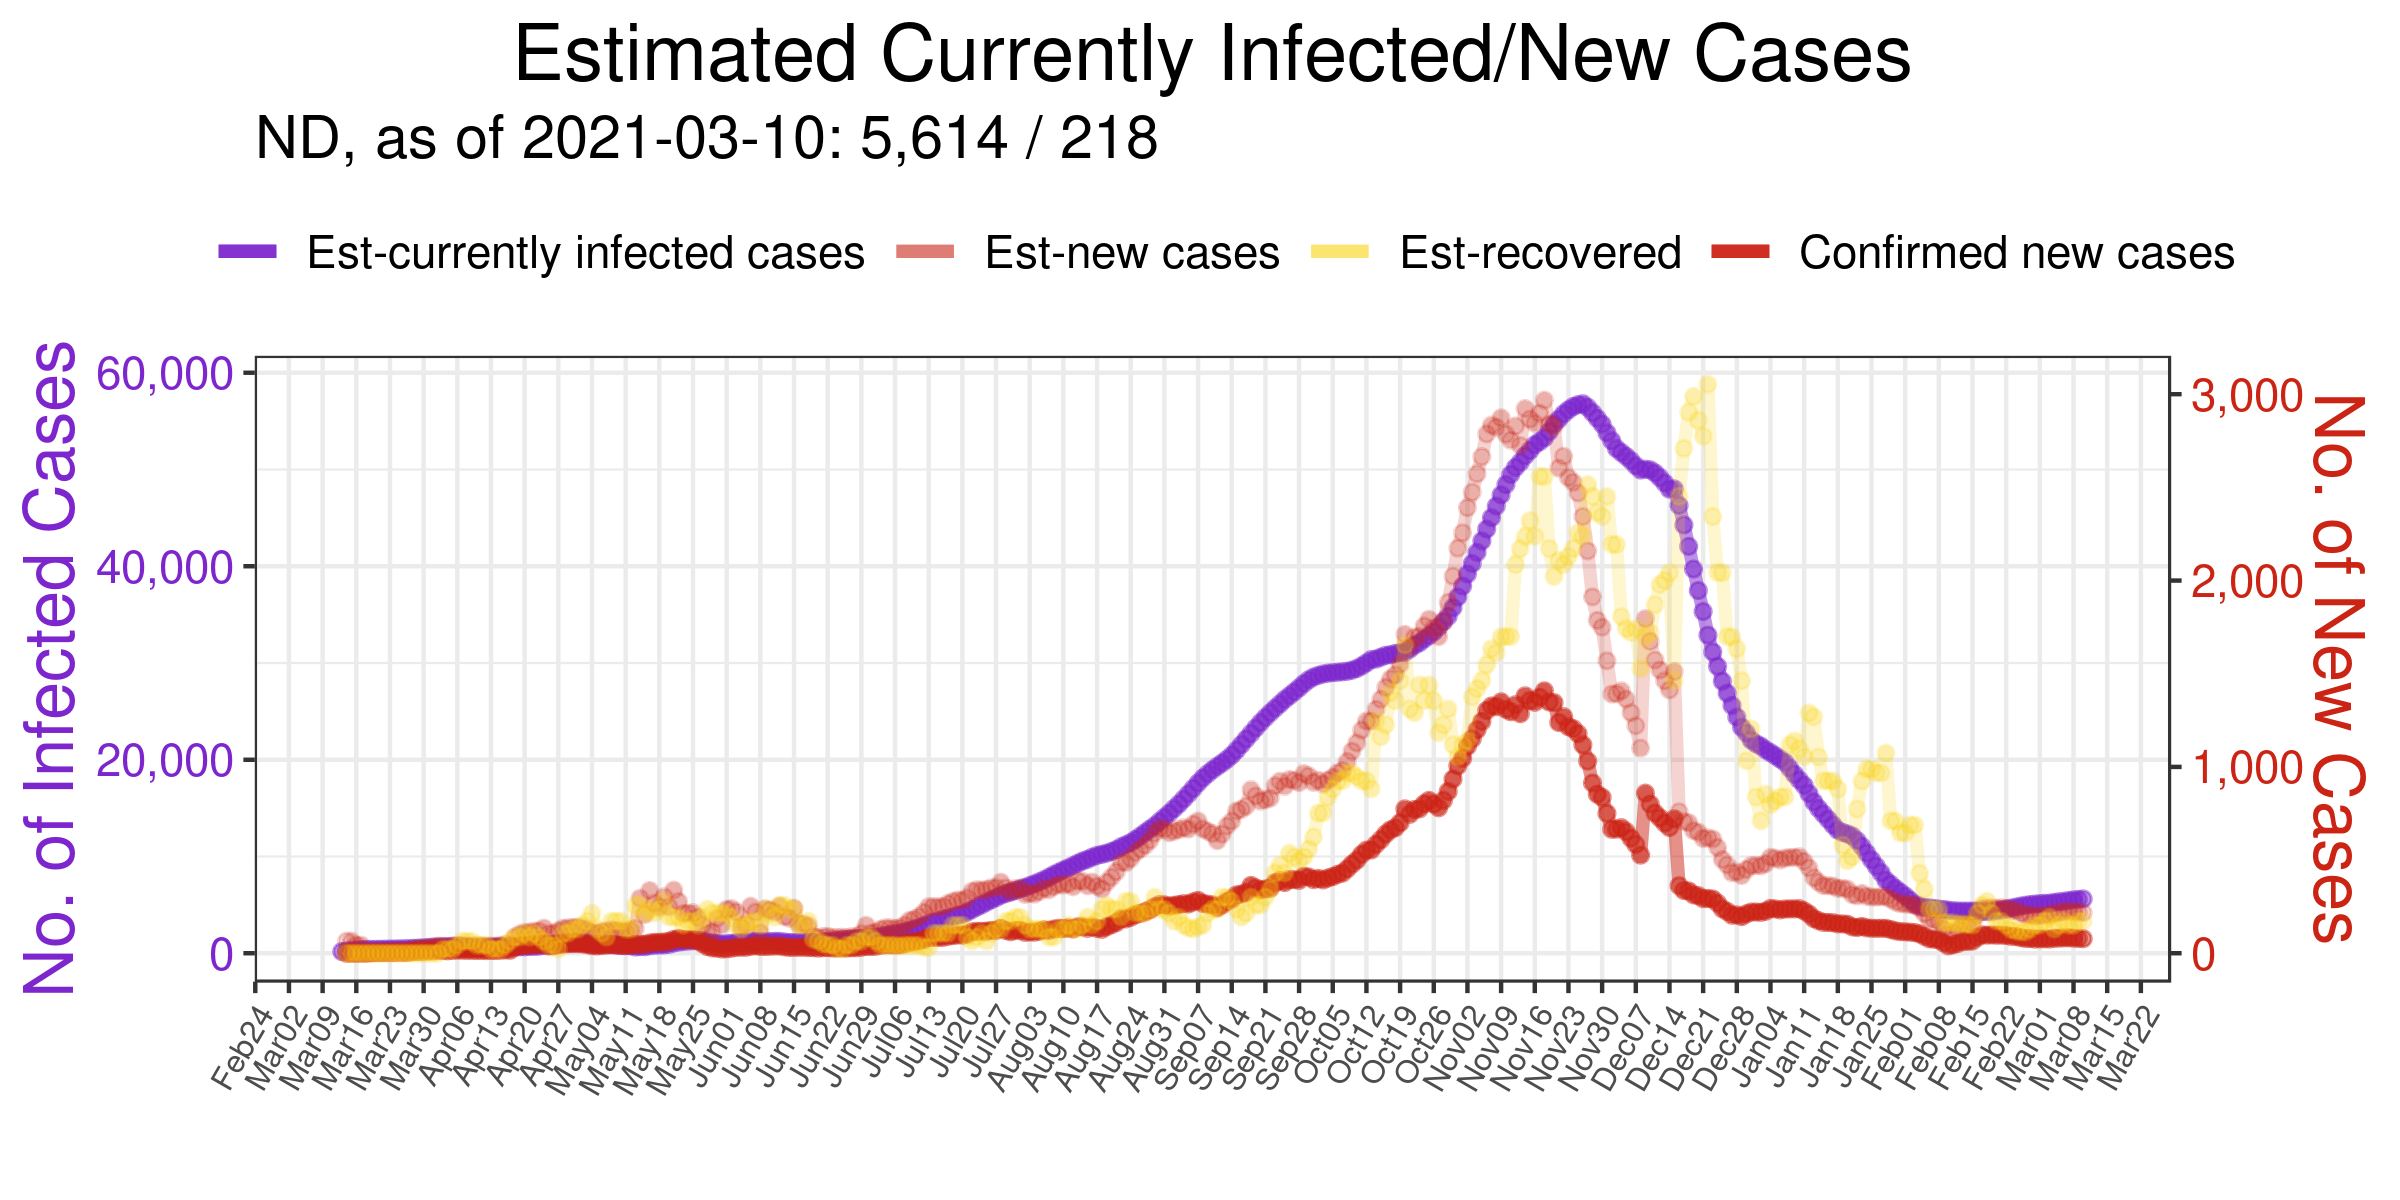 Estimated Currently Infected/New Cases
ND, as of 2021-03-10: 5,614 / 218
Est-currently infected cases Est-new cases Est-recovered Confirmed new cases
No. of Infected Cases
60,000
40,000
20,000
0
3,000
2,000
1,000
0
No. of New Cases
Feb24 Mar02 Mar09 Mar16 Mar23 Mar30 Apr06 Apr13 Apr20 Apr27 May04 May11 May18 May25 Jun01 Jun08 Jun15 Jun22 Jun29 Jul06 Jul13 Jul20 Jul27 Aug03 Aug10 Aug17 Aug24 Aug31 Sep07 Sep14 Sep21 Sep28 Oct05 Oct12 Oct19 Oct26 Nov02 Nov09 Nov16 Nov23 Nov30 Dec07 Dec14 Dec21 Dec28 Jan04 Jan11 Jan18 Jan25 Feb01 Feb08 Feb15 Feb22 Mar01 Mar08 Mar15 Mar22